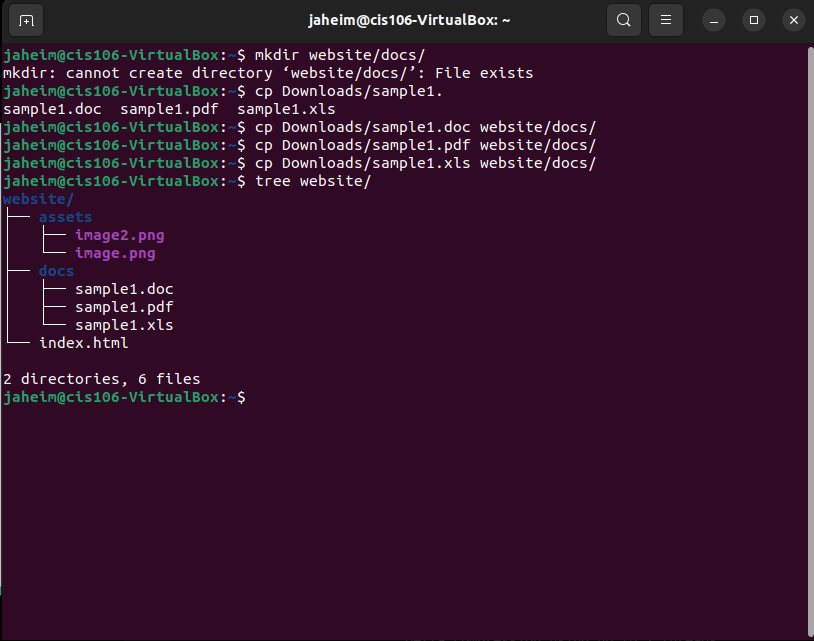 jaheim@cis106-VirtualBox: ~
jaheim@cis106-VirtualBox:~$ mkdir website/docs/
mkdir: cannot create directory ‘website/docs/’: File exists
jaheim@cis106-VirtualBox:~$ cp Downloads/sample1.
sample1.doc  sample1.pdf  sample1.xls
jaheim@cis106-VirtualBox:~$ cp Downloads/sample1.doc website/docs/
jaheim@cis106-VirtualBox:~$ cp Downloads/sample1.pdf website/docs/
jaheim@cis106-VirtualBox:~$ cp Downloads/sample1.xls website/docs/
jaheim@cis106-VirtualBox:~$ tree website/
website/
├── assets
│   ├── image2.png
│   └── image.png
├── docs
│   ├── sample1.doc
│   ├── sample1.pdf
│   └── sample1.xls
└── index.html
2 directories, 6 files
jaheim@cis106-VirtualBox:~$